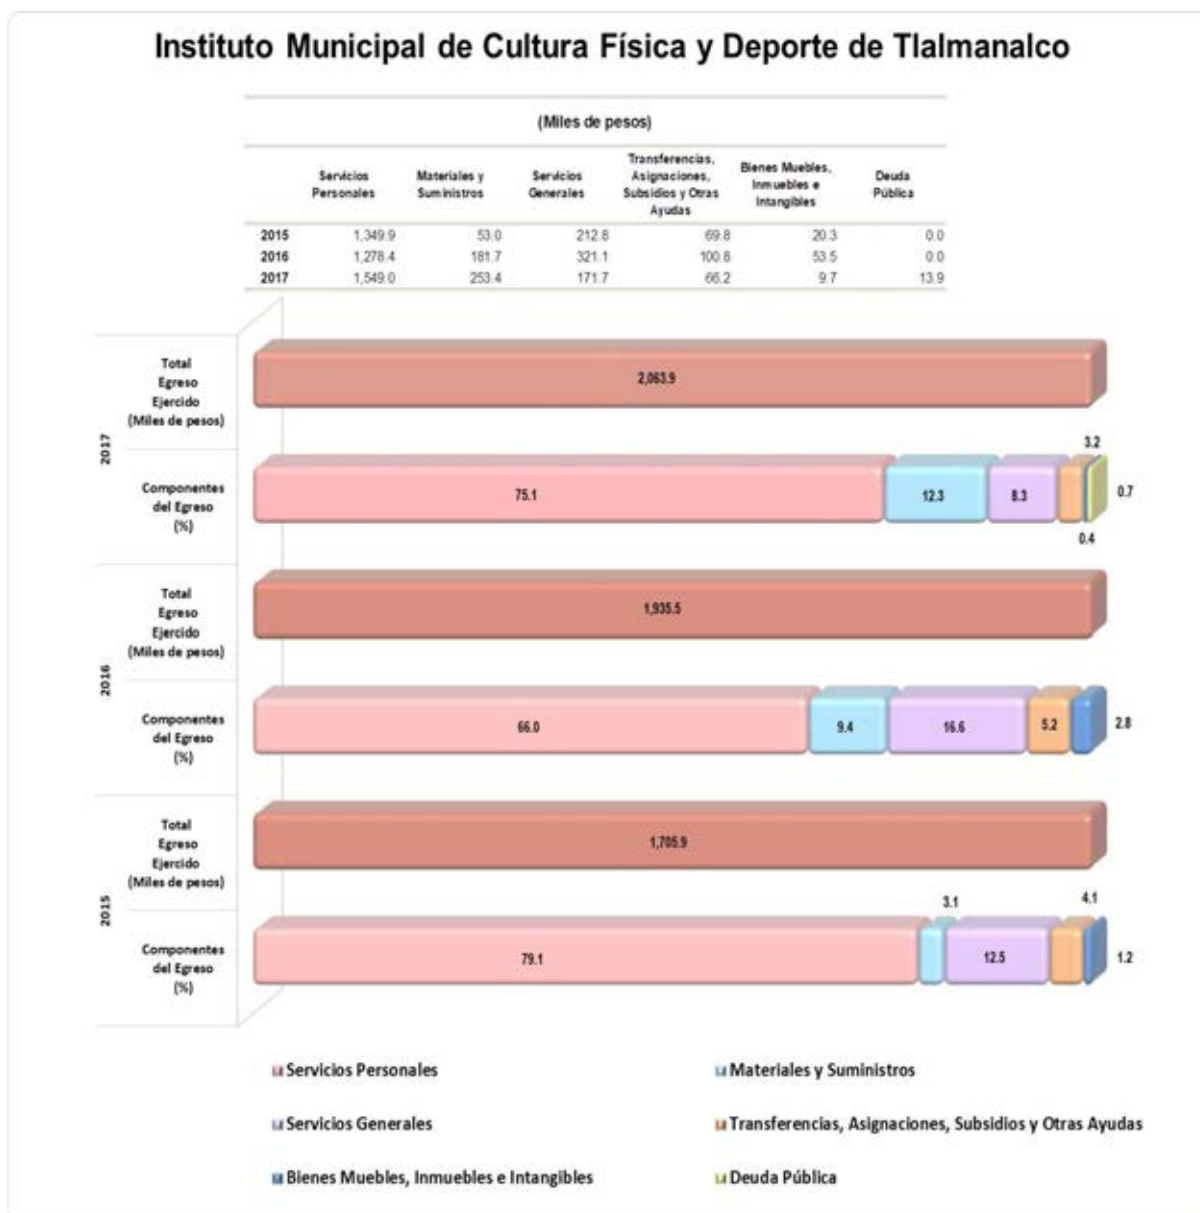 Instituto Municipal de Cultura Física y Deporte de Tlalmanalco
(Miles de pesos)
Servicios Personales
Materiales y Suministros
Servicios Generales
Transferencias, Asignaciones, Subsidios y Otras Ayudas
Bienes Muebles, Inmuebles e Intangibles
Deuda Pública
2015 1,349.9 53.0 212.8 69.8 20.3 0.0
2016 1,278.4 181.7 321.1 100.8 53.5 0.0
2017 1,549.0 253.4 171.7 66.2 9.7 13.9
2017
Total
Egreso
Ejercido
(Miles de pesos)
2,063.9
Componentes
del Egreso
(%)
75.1 12.3 8.3 3.2 0.4 0.7
2016
Total
Egreso
Ejercido
(Miles de pesos)
1,935.5
Componentes
del Egreso
(%)
66.0 9.4 16.6 5.2 2.8
2015
Total
Egreso
Ejercido
(Miles de pesos)
1,705.9
Componentes
del Egreso
(%)
79.1 3.1 12.5 4.1 1.2
Servicios Personales
Materiales y Suministros
Servicios Generales
Transferencias, Asignaciones, Subsidios y Otras Ayudas
Bienes Muebles, Inmuebles e Intangibles
Deuda Pública